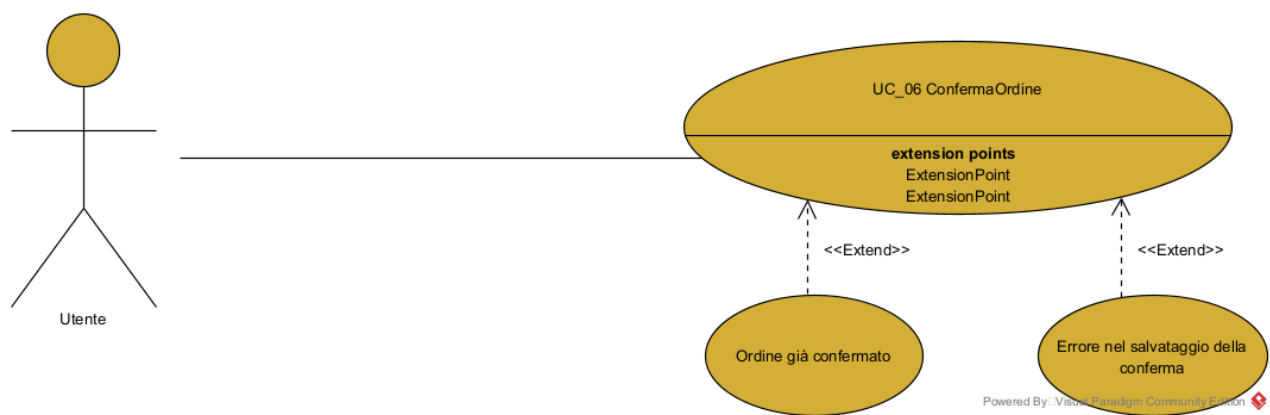 UC_06 ConfermaOrdine
extension points
ExtensionPoint
ExtensionPoint
<<Extend>>
<<Extend>>
Utente
Ordine già confermato
Errore nel salvataggio della
conferma
Powered By Visual Paradigm Community Edition